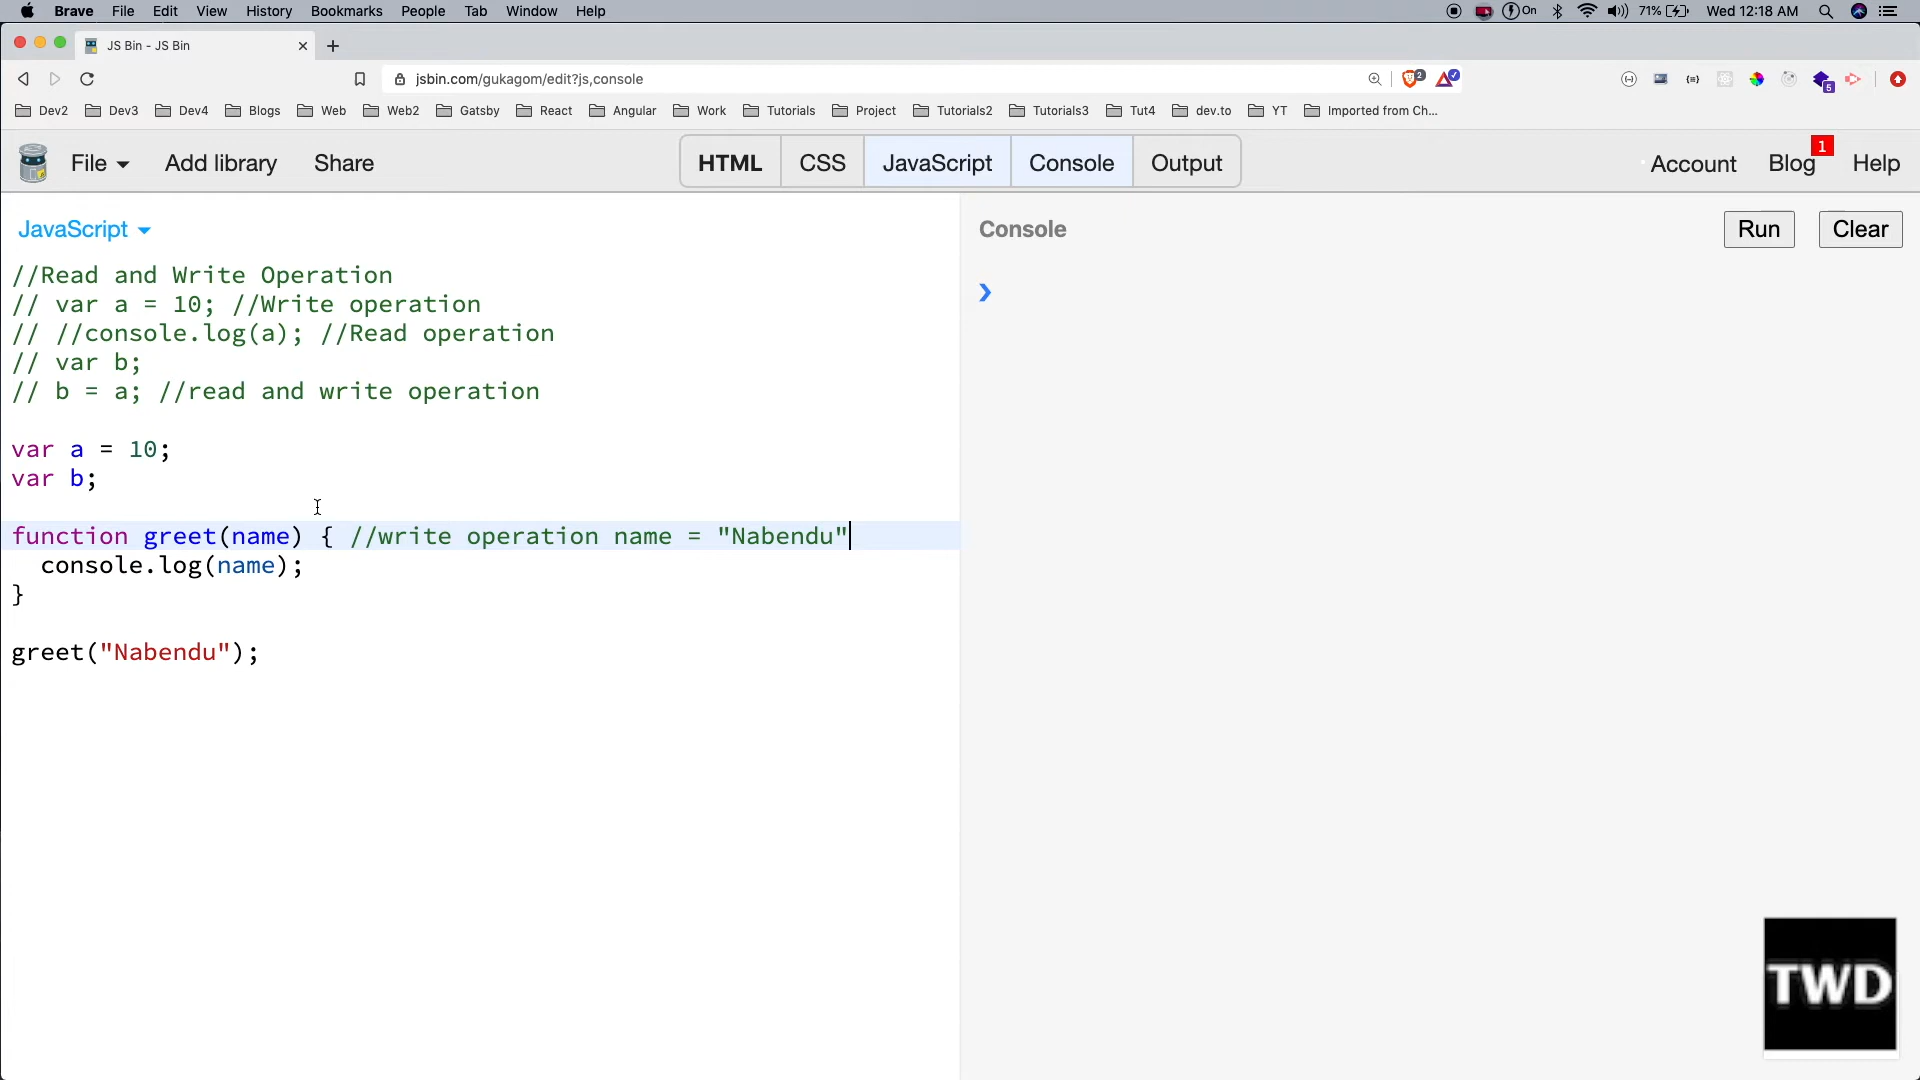 Brave File Edit View History Bookmarks People Tab Window Help On 71% Wed 12:18 AM
JS Bin - JS Bin
jsbin.com/gukagom/edit?js,console 2 5
Dev2 Dev3 Dev4 Blogs Web Web2 Gatsby React Angular Work Tutorials Project Tutorials2 Tutorials3 Tut4 dev.to YT Imported from Ch...
File Add library Share HTML CSS JavaScript Console Output Account Blog 1 Help
JavaScript
//Read and Write Operation
// var a = 10; //Write operation
// //console.log(a); //Read operation
// var b;
// b = a; //read and write operation
var a = 10;
var b;
function greet(name) { //write operation name = "Nabendu"
console.log(name);
}
greet("Nabendu");
Console Run Clear
TWD